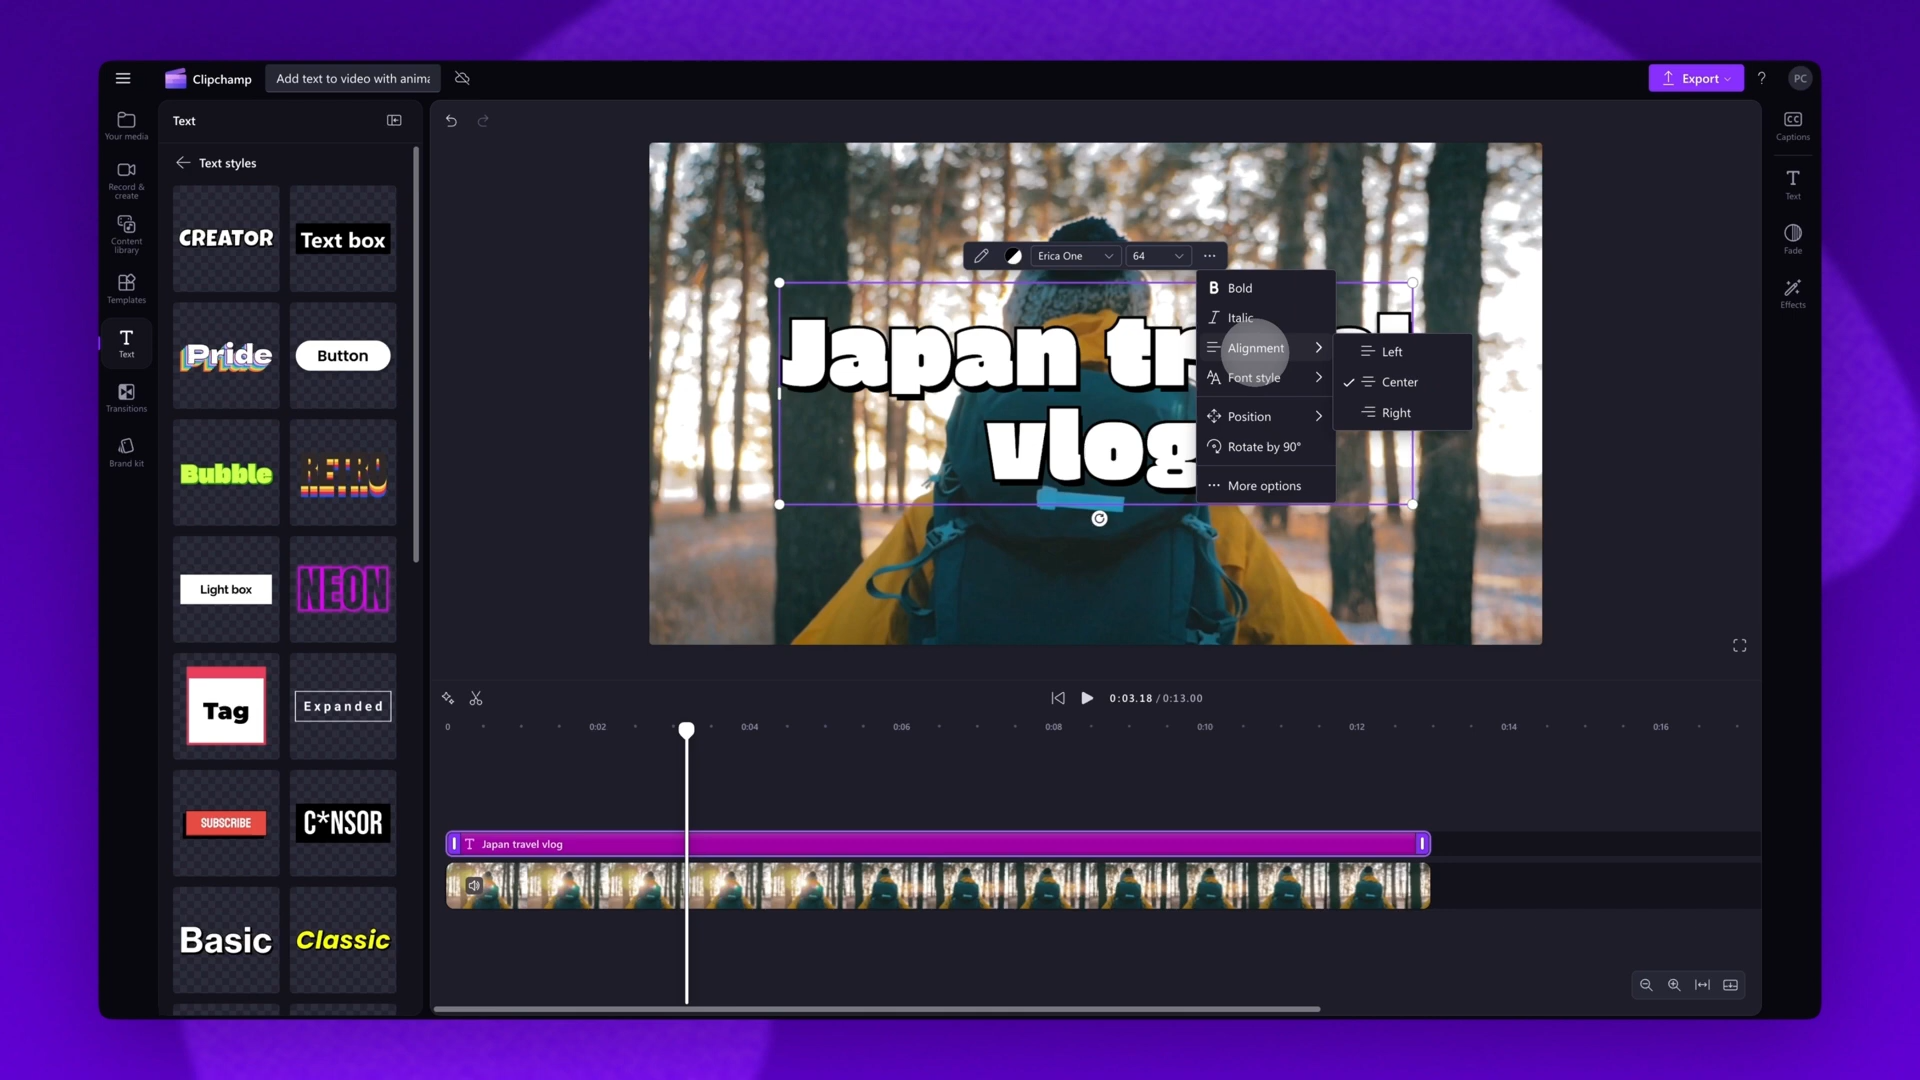 Clipchamp
Add text to video with anima
Export
?
PC
Your media
Record &
create
Content
library
Templates
Text
Transitions
Brand kit
Text
Text styles
CREATOR
Text box
Pride
Button
Bubble
RETRO
Light box
NEON
Tag
Expanded
SUBSCRIBE
C*NSOR
Basic
Classic
Erica One
64
Japan tr
vlog
B Bold
Italic
Alignment
Font style
Position
Rotate by 90°
More options
Left
Center
Right
CC
Captions
Text
Fade
Effects
0:03.18 / 0:13.00
0
0:02
0:04
0:06
0:08
0:10
0:12
0:14
0:16
T Japan travel vlog